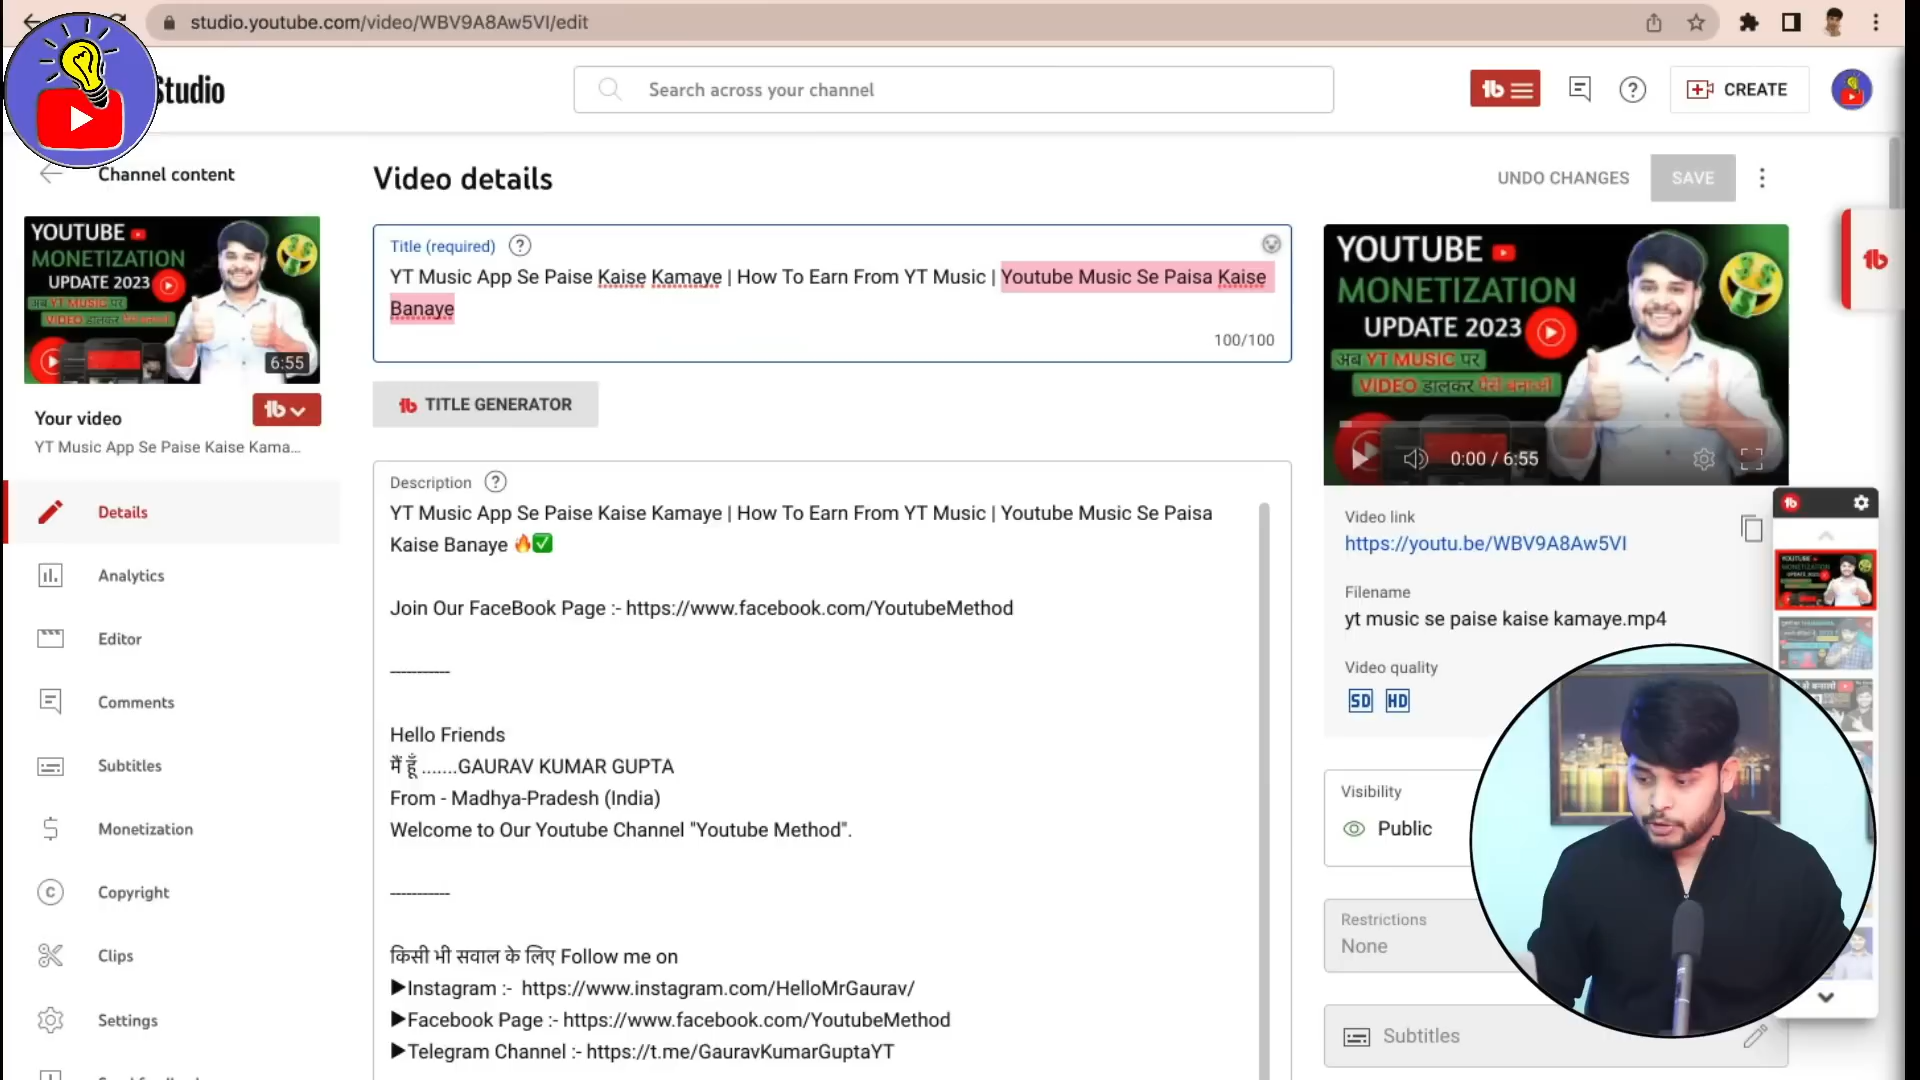 studio.youtube.com/video/WBV9A8Aw5VI/edit
Studio
Search across your channel
CREATE
Channel content
Video details
UNDO CHANGES
SAVE
YOUTUBE
MONETIZATION
UPDATE 2023
अब YT MUSIC पर
VIDEO डालकर पैसे बनाओ
6:55
Your video
YT Music App Se Paise Kaise Kama...
Details
Analytics
Editor
Comments
Subtitles
Monetization
Copyright
Clips
Settings
Title (required)
YT Music App Se Paise Kaise Kamaye | How To Earn From YT Music | Youtube Music Se Paisa Kaise
Banaye
100/100
TITLE GENERATOR
Description
YT Music App Se Paise Kaise Kamaye | How To Earn From YT Music | Youtube Music Se Paisa
Kaise Banaye 🔥✅
Join Our FaceBook Page :- https://www.facebook.com/YoutubeMethod
----------
Hello Friends
मैं हूँ .......GAURAV KUMAR GUPTA
From - Madhya-Pradesh (India)
Welcome to Our Youtube Channel "Youtube Method".
----------
किसी भी सवाल के लिए Follow me on
▶Instagram :- https://www.instagram.com/HelloMrGaurav/
▶Facebook Page :- https://www.facebook.com/YoutubeMethod
▶Telegram Channel :- https://t.me/GauravKumarGuptaYT
YOUTUBE
MONETIZATION
UPDATE 2023
अब YT MUSIC पर
VIDEO डालकर पैसे बनाओ
0:00 / 6:55
Video link
https://youtu.be/WBV9A8Aw5VI
Filename
yt music se paise kaise kamaye.mp4
Video quality
SD HD
Visibility
Public
Restrictions
None
Subtitles